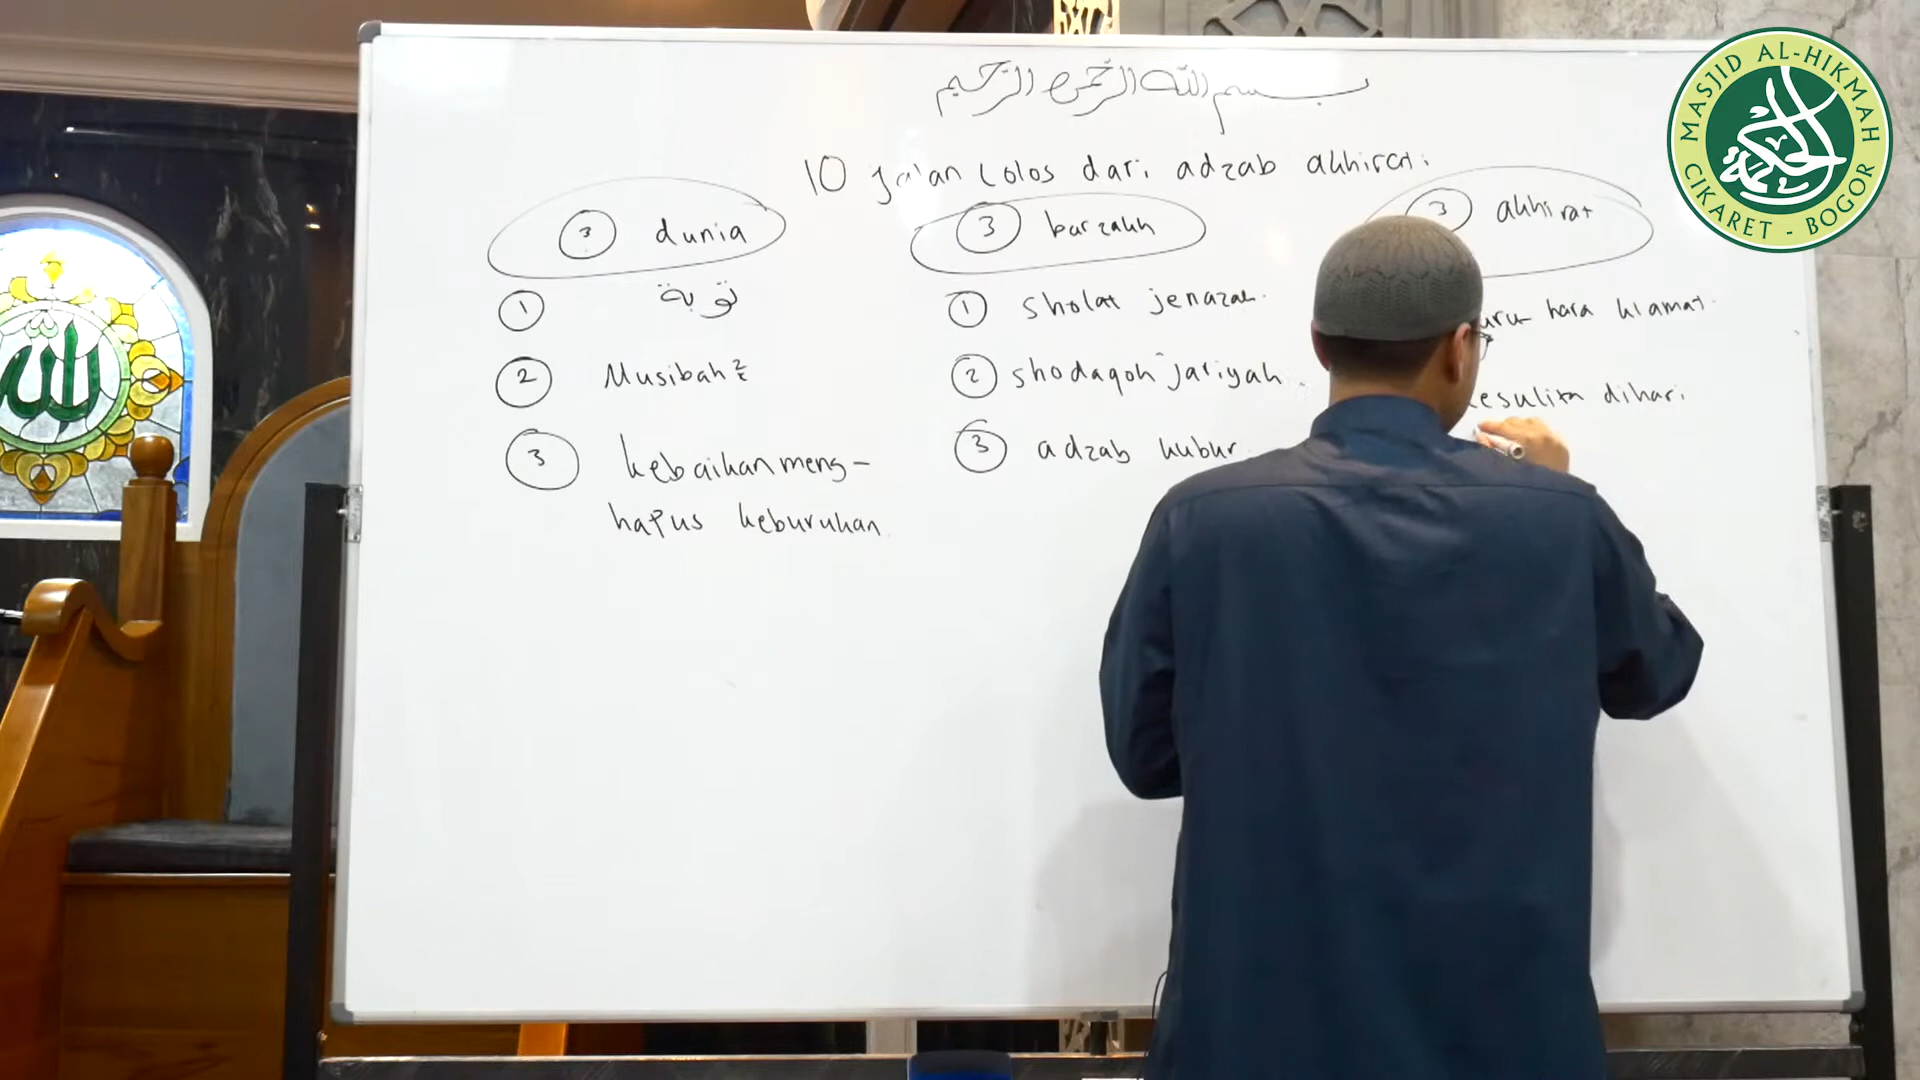 بسم الله الرحمن الرحيم
10 Jalan Lolos dari adzab akhirat.
3 dunia
1 توبة
2 Musibah²
3 kebaikan meng-
hapus keburukan
3 barzakh
1 sholat jenazah.
2 shodaqoh jariyah.
3 adzab kubur.
3 akhirat
hara kiamat.
dihari
MASJID AL-HIKMAH
الحكمة
CIKARET - BOGOR
الله